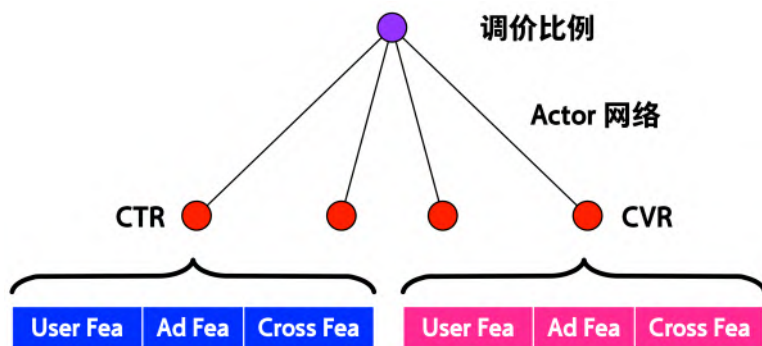 调价比例
Actor 网络
CTR
CVR
User Fea Ad Fea Cross Fea User Fea Ad Fea Cross Fea